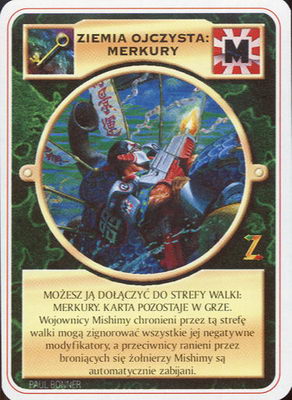 ZIEMIA OJCZYSTA:
MERKURY
M
Z
MOŻESZ JĄ DOŁĄCZYĆ DO STREFY WALKI:
MERKURY. KARTA POZOSTAJE W GRZE.
Wojownicy Mishimy chronieni przez tą strefę
walki mogą zignorować wszystkie jej negatywne
modyfikatory, a przeciwnicy ranieni przez
broniących się żołnierzy Mishimy są
automatycznie zabijani.
PAUL BONNER